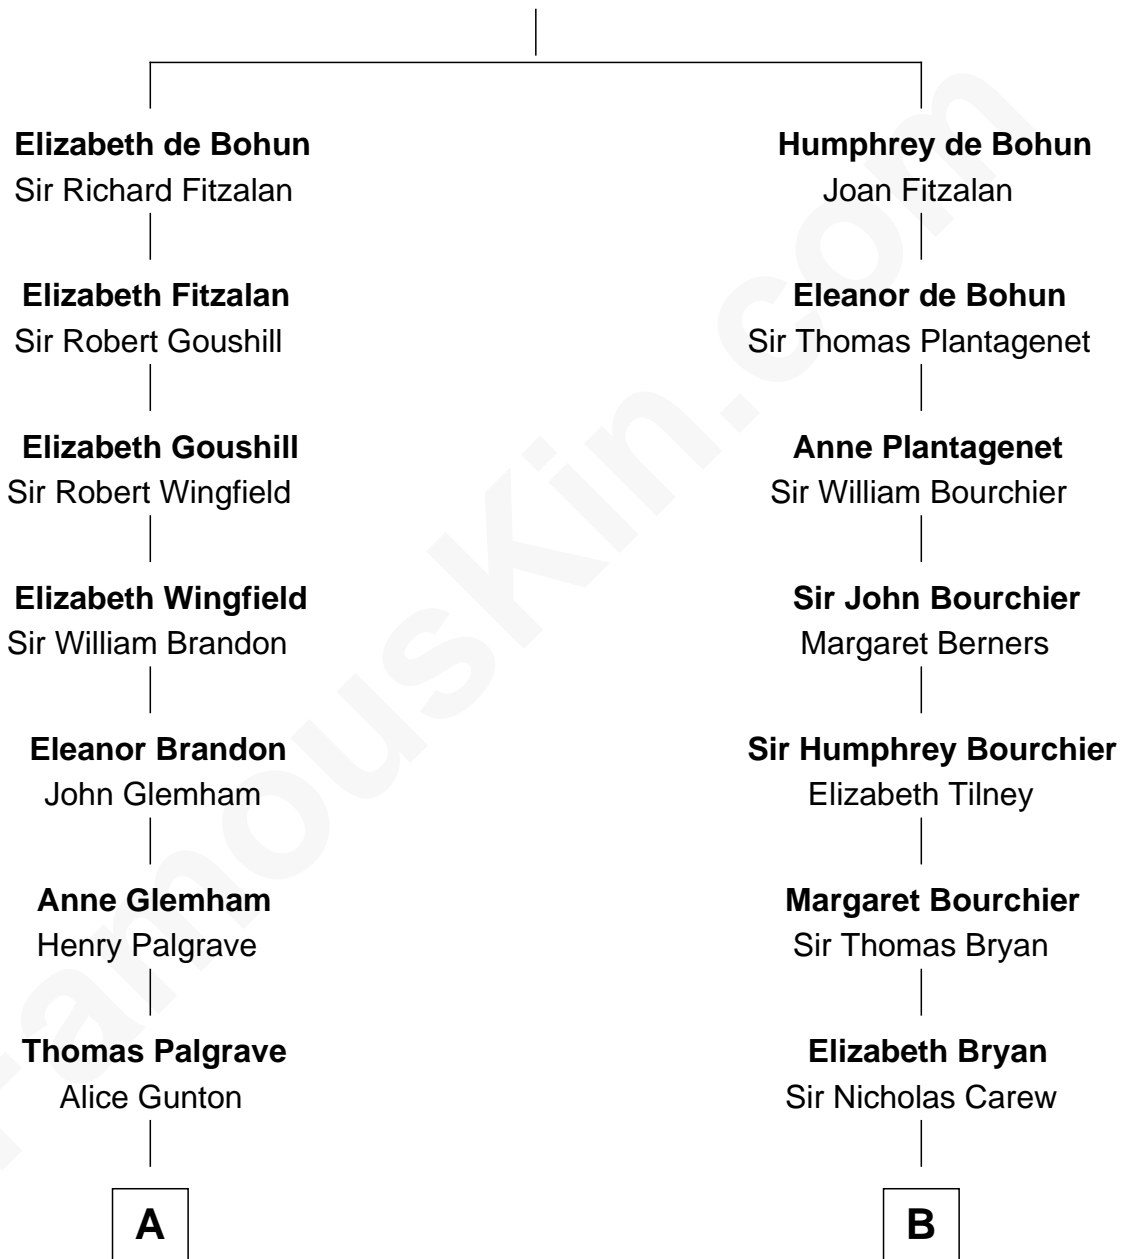 Elizabeth de Bohun
Sir Richard Fitzalan
Elizabeth Fitzalan
Sir Robert Goushill
Elizabeth Goushill
Sir Robert Wingfield
Elizabeth Wingfield
Sir William Brandon
Eleanor Brandon
John Glemham
Anne Glemham
Henry Palgrave
Thomas Palgrave
Alice Gunton
A
Humphrey de Bohun
Joan Fitzalan
Eleanor de Bohun
Sir Thomas Plantagenet
Anne Plantagenet
Sir William Bourchier
Sir John Bourchier
Margaret Berners
Sir Humphrey Bourchier
Elizabeth Tilney
Margaret Bourchier
Sir Thomas Bryan
Elizabeth Bryan
Sir Nicholas Carew
B
FamousKin.com